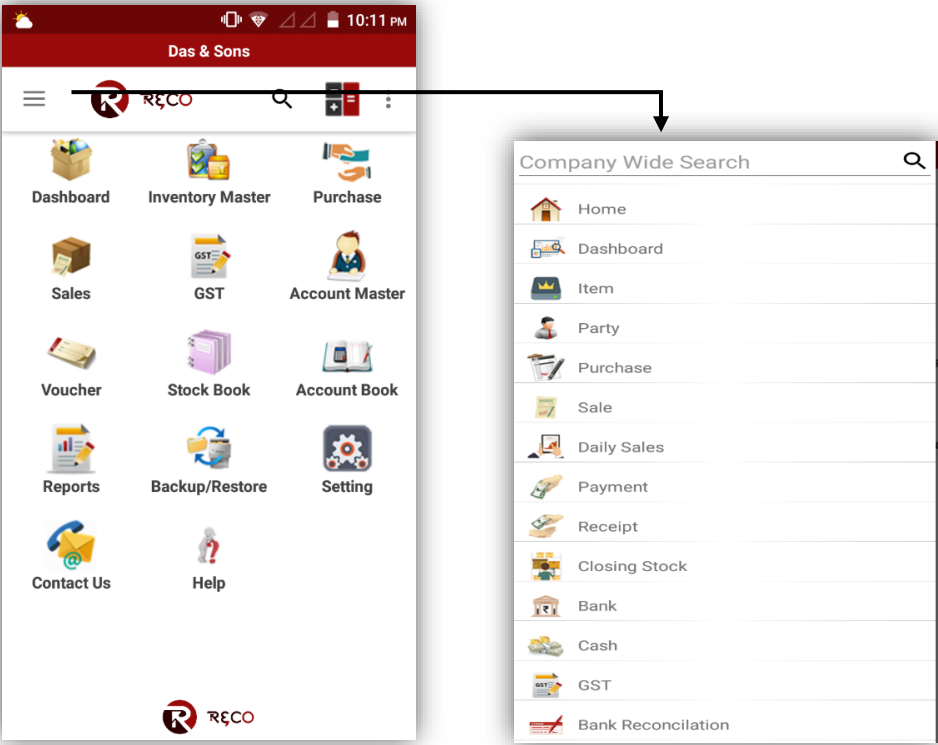 10:11 PM
Das & Sons
RECO
Dashboard
Inventory Master
Purchase
Sales
GST
GST
Account Master
Voucher
Stock Book
Account Book
Reports
Backup/Restore
Setting
Contact Us
Help
RECO
Company Wide Search
Home
Dashboard
Item
Party
Purchase
Sale
Daily Sales
Payment
Receipt
Closing Stock
Bank
Cash
GST
GST
Bank Reconcilation